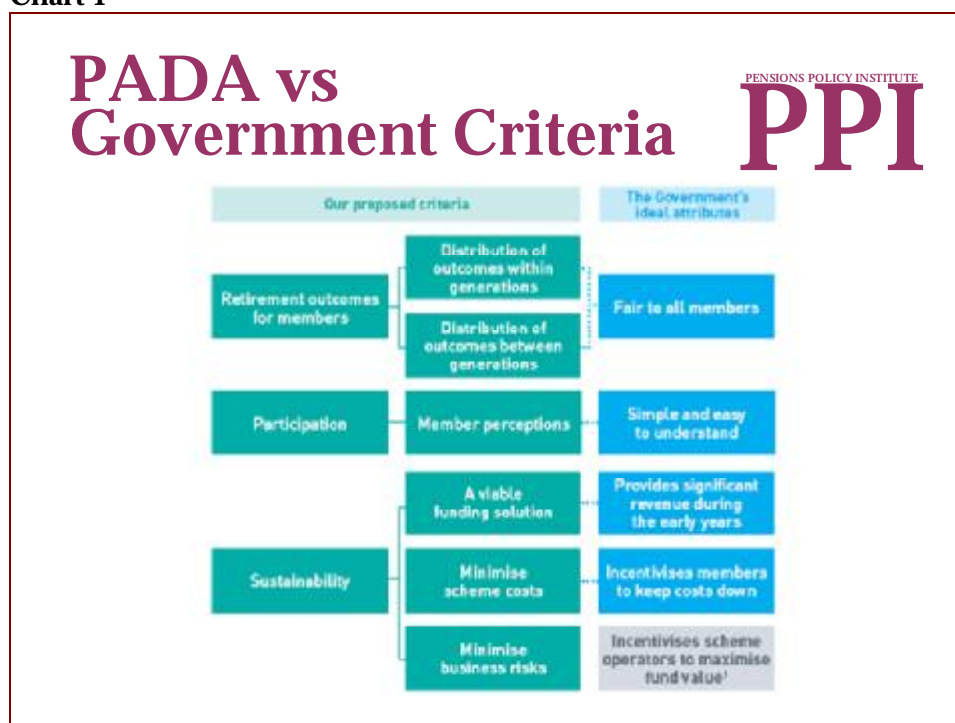 Chart 1
PADA vs
Government Criteria
PENSIONS POLICY INSTITUTE
PPI
Our proposed criteria
The Government's
ideal attributes
Retirement outcomes
for members
Distribution of
outcomes within
generations
Distribution of
outcomes between
generations
Fair to all members
Participation
Member perceptions
Simple and easy
to understand
Sustainability
A viable
funding solution
Provides significant
revenue during
the early years
Minimise
scheme costs
Incentivises members
to keep costs down
Minimise
business risks
Incentivises scheme
operators to maximise
fund value¹